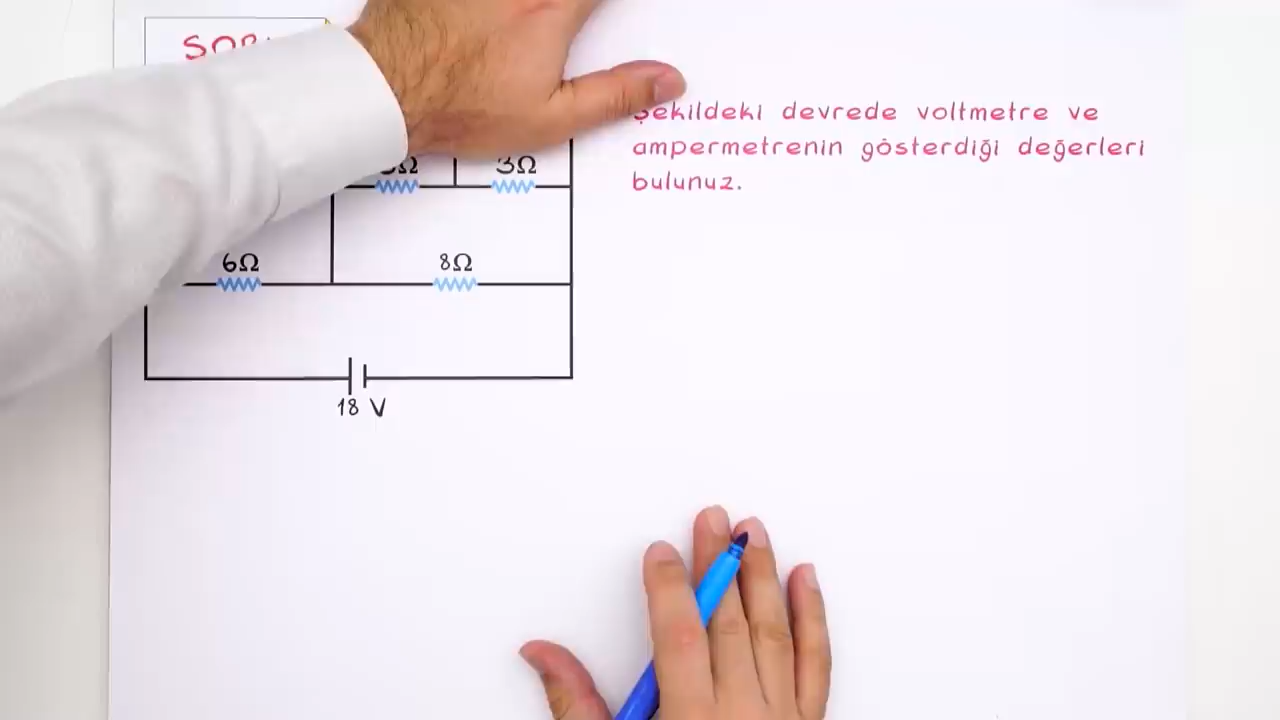 Şekildeki devrede voltmetre ve
ampermetrenin gösterdiği değerleri
bulunuz.
3Ω
6Ω
8Ω
18 V